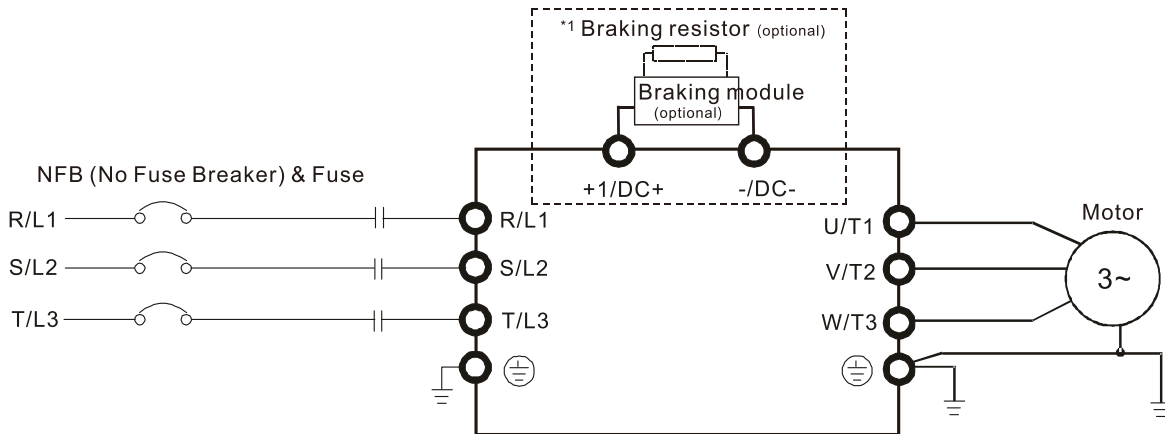 *1 Braking resistor (optional)
Braking module
(optional)
+1/DC+
-/DC-
NFB (No Fuse Breaker) & Fuse
R/L1
R/L1
S/L2
S/L2
T/L3
T/L3
U/T1
V/T2
W/T3
Motor
3~